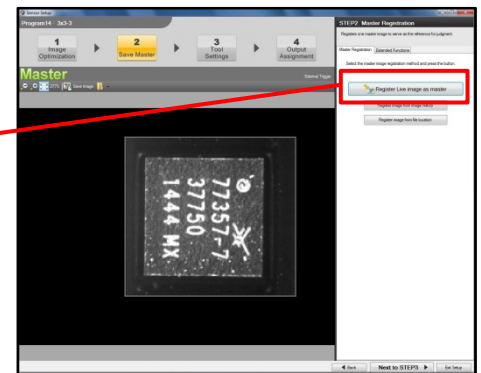 Sensor Setup
Program14 3x3-3
1
Image
Optimization
2
Save Master
3
Tool
Settings
4
Output
Assignment
Master
External Trigger
277%
Save Image
77357-7
37750
1444 MX
STEP2. Master Registration
Registers one master image to serve as the reference for judgment.
Master Registration
Extended Functions
Select the master image registration method and press the button.
Register Live image as master
Register image from image history
Register image from file location
Back
Next to STEP3
Exit Setup